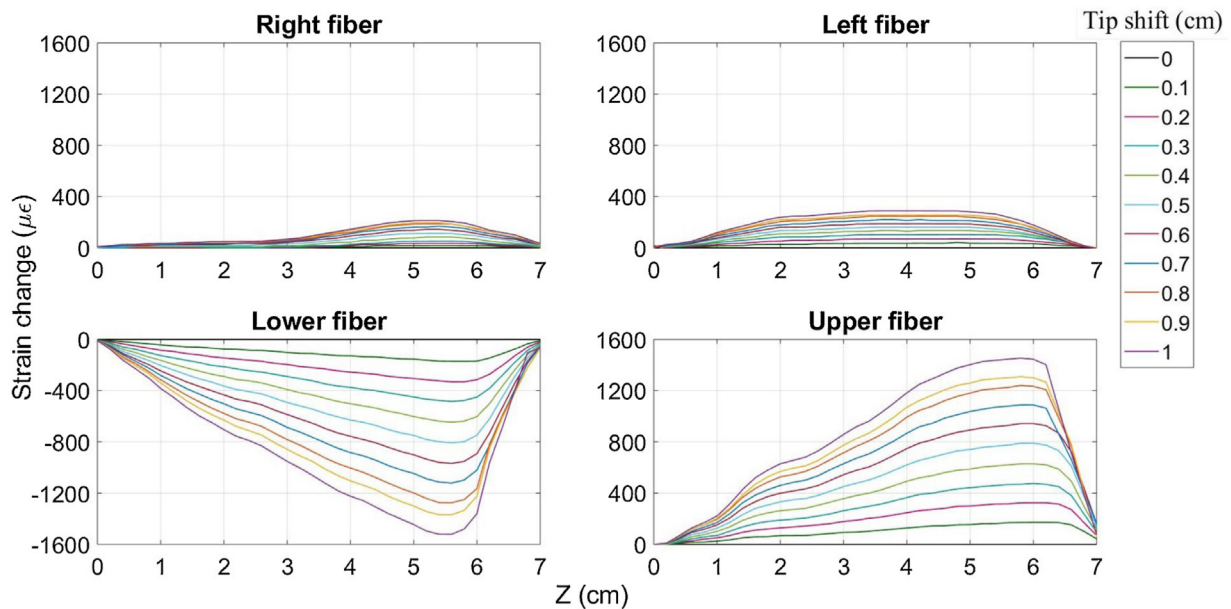 Right fiber
Left fiber
Tip shift (cm)
1600
1200
800
400
0
0 1 2 3 4 5 6 7
1600
1200
800
400
0
0 1 2 3 4 5 6 7
0
0.1
0.2
0.3
0.4
0.5
0.6
0.7
0.8
0.9
1
Strain change (με)
Lower fiber
Upper fiber
0
-400
-800
-1200
-1600
0 1 2 3 4 5 6 7
1600
1200
800
400
0
0 1 2 3 4 5 6 7
Z (cm)